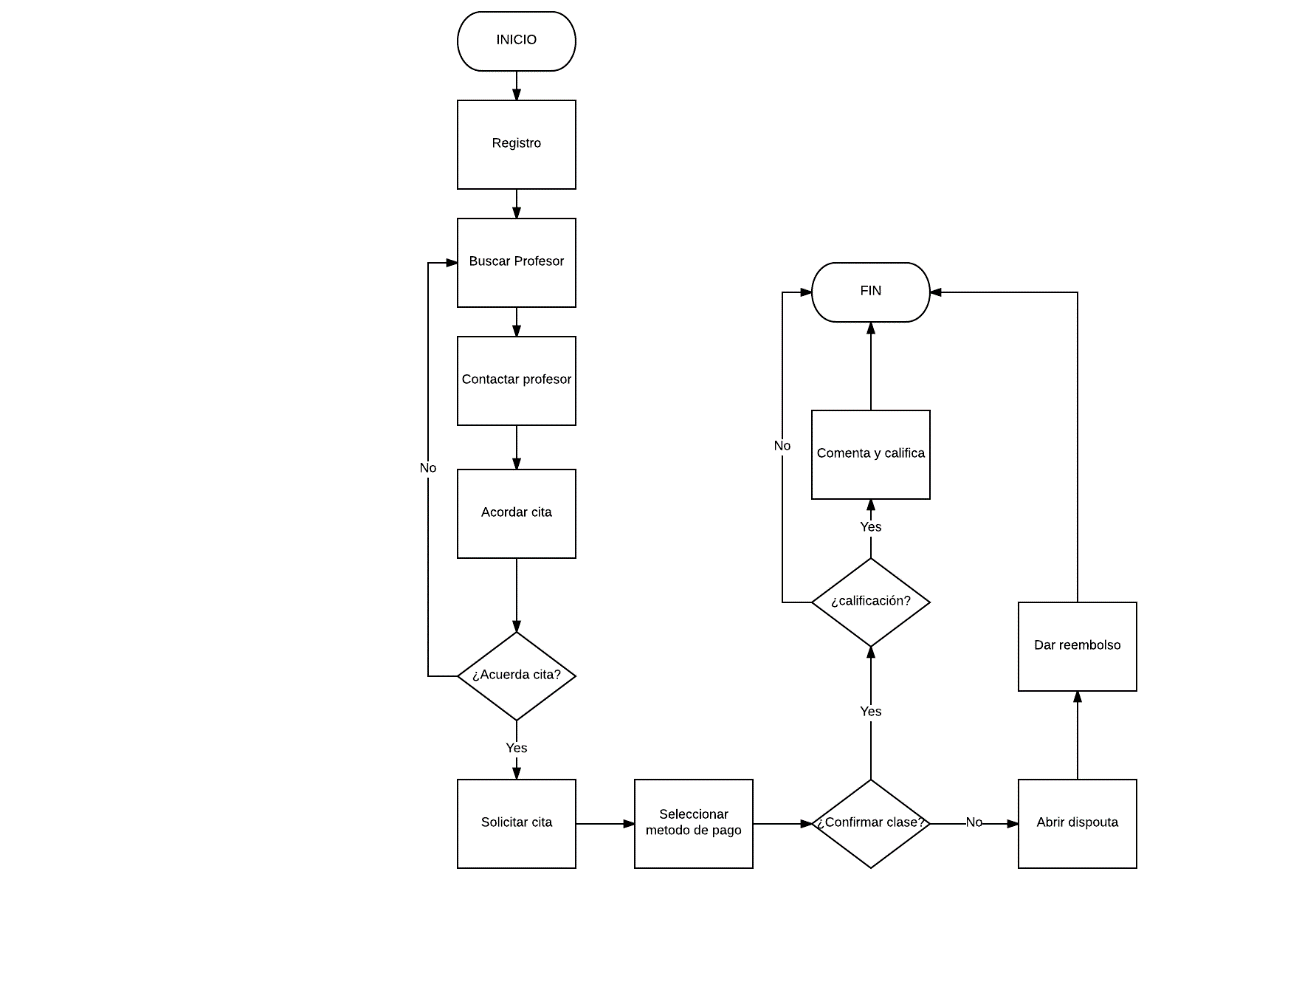 INICIO
Registro
Buscar Profesor
Contactar profesor
No
Acordar cita
¿Acuerda cita?
Yes
Solicitar cita
Seleccionar
metodo de pago
¿Confirmar clase?
No
Abrir dispouta
Dar reembolso
Yes
¿calificación?
Yes
No
Comenta y califica
FIN